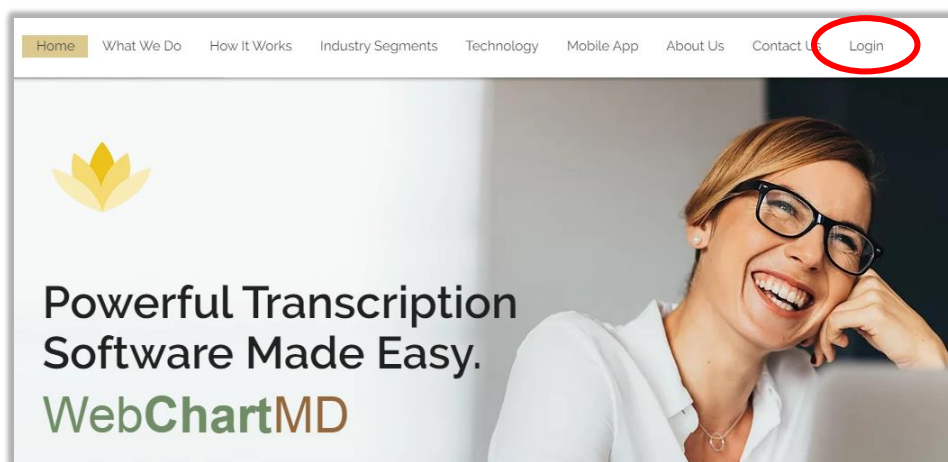 Home What We Do How It Works Industry Segments Technology Mobile App About Us Contact Us Login
Powerful Transcription
Software Made Easy.
WebChartMD